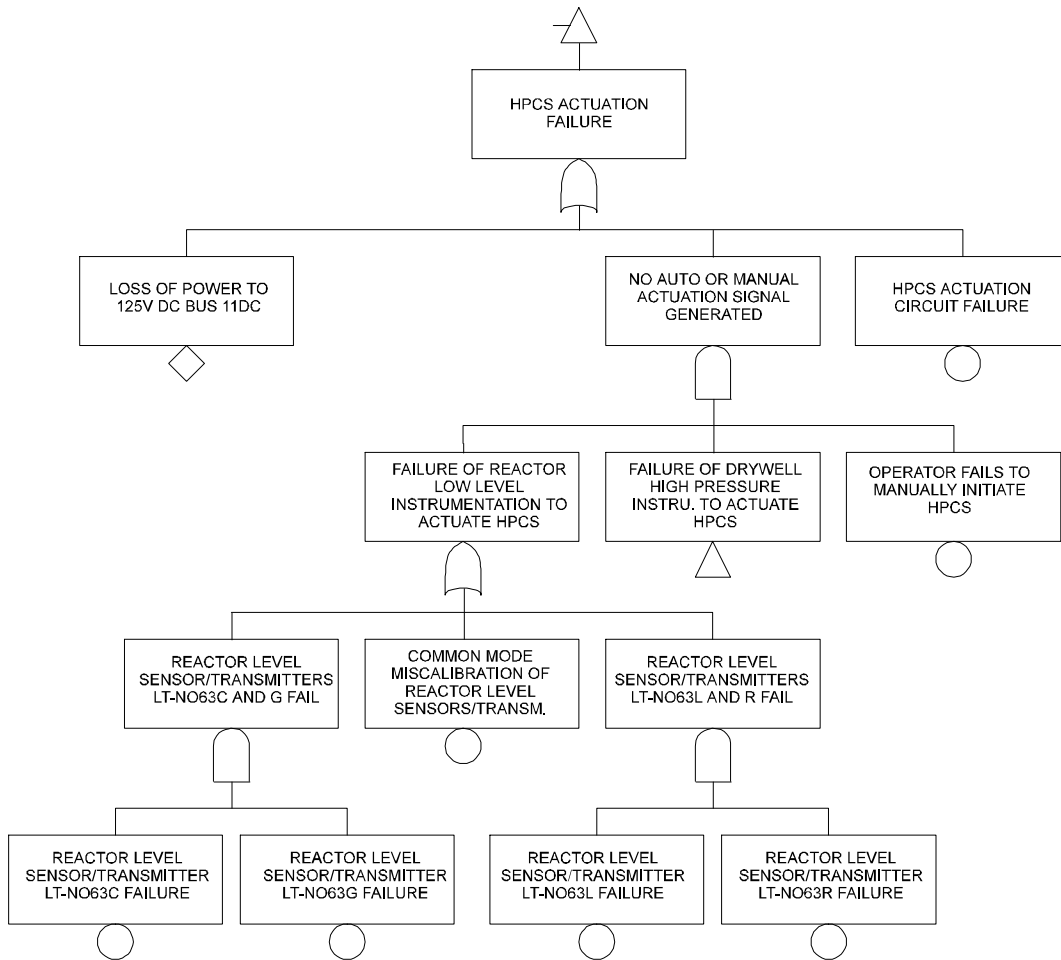 HPCS ACTUATION
FAILURE
LOSS OF POWER TO
125V DC BUS 11DC
NO AUTO OR MANUAL
ACTUATION SIGNAL
GENERATED
HPCS ACTUATION
CIRCUIT FAILURE
FAILURE OF REACTOR
LOW LEVEL
INSTRUMENTATION TO
ACTUATE HPCS
FAILURE OF DRYWELL
HIGH PRESSURE
INSTRU. TO ACTUATE
HPCS
OPERATOR FAILS TO
MANUALLY INITIATE
HPCS
REACTOR LEVEL
SENSOR/TRANSMITTERS
LT-NO63C AND G FAIL
COMMON MODE
MISCALIBRATION OF
REACTOR LEVEL
SENSORS/TRANSM.
REACTOR LEVEL
SENSOR/TRANSMITTERS
LT-NO63L AND R FAIL
REACTOR LEVEL
SENSOR/TRANSMITTER
LT-NO63C FAILURE
REACTOR LEVEL
SENSOR/TRANSMITTER
LT-NO63G FAILURE
REACTOR LEVEL
SENSOR/TRANSMITTER
LT-NO63L FAILURE
REACTOR LEVEL
SENSOR/TRANSMITTER
LT-NO63R FAILURE